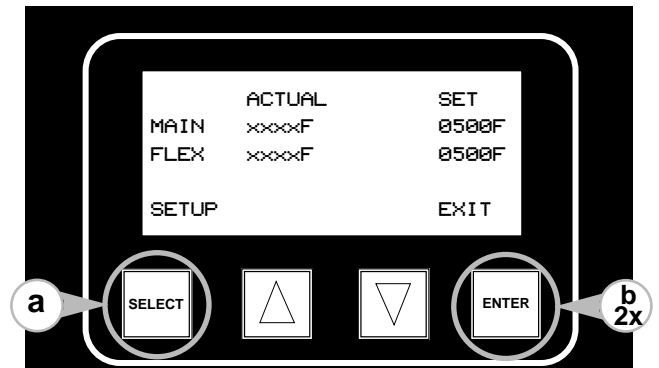 ACTUAL SET
MAIN xxxxF 0500F
FLEX xxxxF 0500F
SETUP EXIT
a SELECT ENTER b
2x